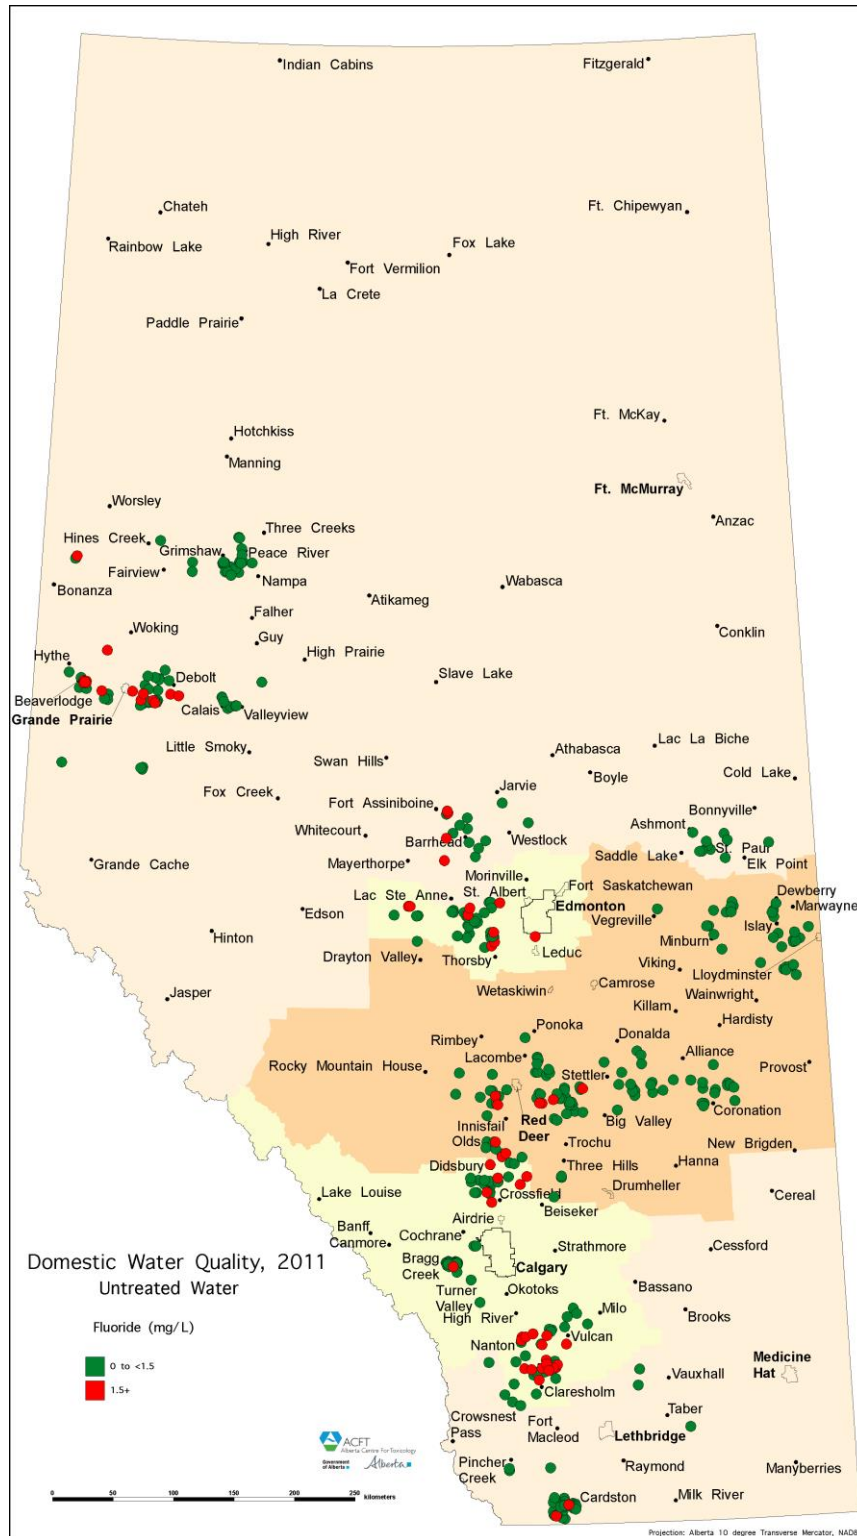 Indian Cabins
Fitzgerald
Chateh
Ft. Chipewyan
Rainbow Lake
High River
Fox Lake
Fort Vermilion
La Crete
Paddle Prairie
Ft. McKay
Hotchkiss
Manning
Ft. McMurray
Worsley
Anzac
Hines Creek
Three Creeks
Grimshaw
Peace River
Fairview
Nampa
Bonanza
Wabasca
Atikameg
Falher
Woking
Conklin
Guy
Hythe
High Prairie
Debolt
Slave Lake
Beaverlodge
Calais
Valleyview
Grande Prairie
Little Smoky
Lac La Biche
Swan Hills
Athabasca
Boyle
Cold Lake
Fox Creek
Jarvie
Fort Assiniboine
Bonnyville
Whitecourt
Ashmont
Barrhead
Westlock
St. Paul
Saddle Lake
Mayerthorpe
Elk Point
Grande Cache
Morinville
Fort Saskatchewan
Lac Ste Anne
St. Albert
Dewberry
Edmonton
Marwayne
Edson
Vegreville
Islay
Hinton
Minburn
Leduc
Drayton Valley
Thorsby
Viking
Lloydminster
Camrose
Wetaskiwin
Jasper
Wainwright
Killam
Ponoka
Hardisty
Rimbey
Donalda
Lacombe
Alliance
Rocky Mountain House
Provost
Stettler
Coronation
Innisfail
Red
Deer
Big Valley
Olds
Trochu
New Brigden
Didsbury
Three Hills
Hanna
Drumheller
Lake Louise
Crossfield
Cereal
Beiseker
Airdrie
Banff
Cochrane
Canmore
Strathmore
Cessford
Domestic Water Quality, 2011
Bragg
Creek
Calgary
Untreated Water
Turner
Valley
Okotoks
Bassano
High River
Milo
Brooks
Fluoride (mg/L)
Nanton
Vulcan
0 to <1.5
Medicine
Hat
Vauxhall
1.5+
Claresholm
Taber
Crowsnest
Pass
Fort
Macleod
Lethbridge
ACFT
Alberta Centre For Toxicology
Government
of Alberta
Alberta
Pincher
Creek
Raymond
Manyberries
Cardston
Milk River
0 50 100 150 200 250
kilometers
Projection: Alberta 10 degree Transverse Mercator, NAD8